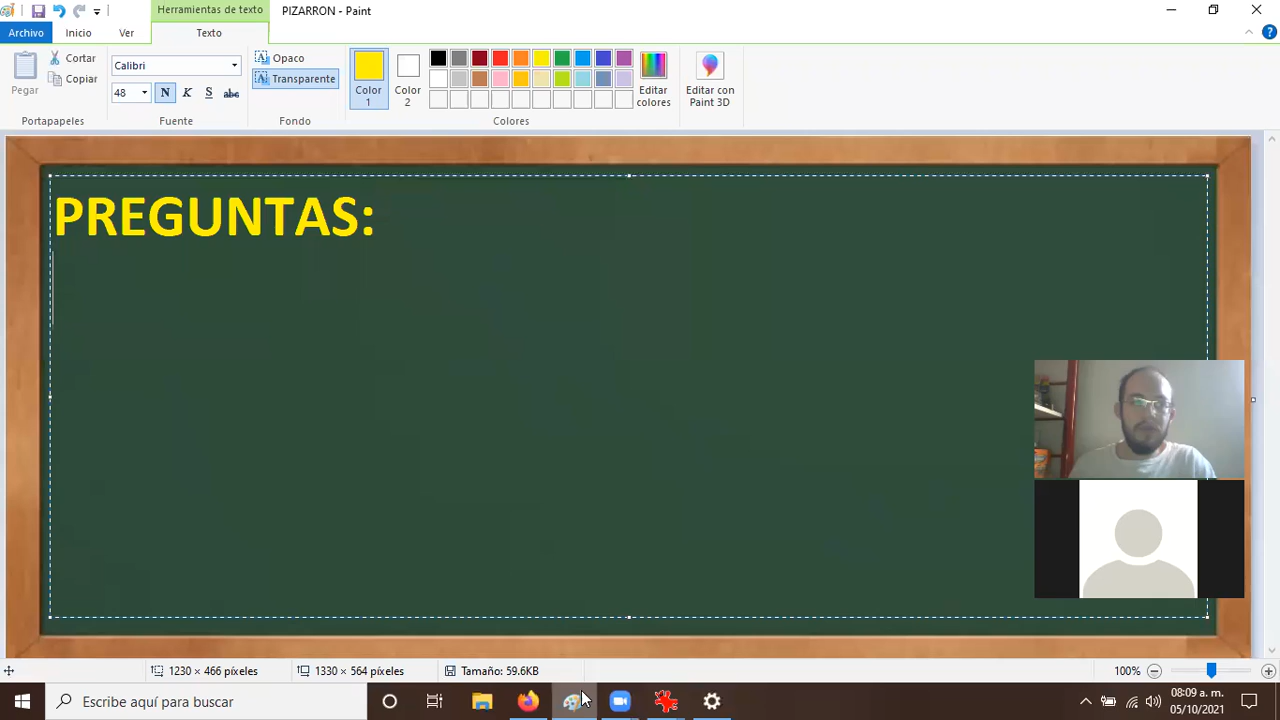 Herramientas de texto
PIZARRON - Paint
Archivo
Inicio
Ver
Texto
Pegar
Cortar
Copiar
Portapapeles
Calibri
48
N
K
S
abc
Fuente
Opaco
Transparente
Fondo
Color
1
Color
2
Colores
Editar
colores
Editar con
Paint 3D
PREGUNTAS:
1230 × 466 píxeles
1330 × 564 píxeles
Tamaño: 59.6KB
100%
Escribe aquí para buscar
08:09 a. m.
05/10/2021